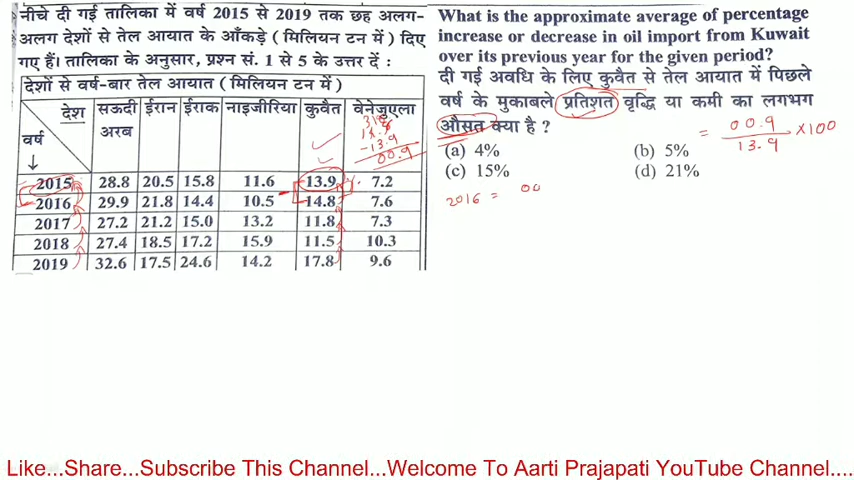 नीचे दी गई तालिका में वर्ष 2015 से 2019 तक छह अलग-
अलग देशों से तेल आयात के आँकड़े ( मिलियन टन में ) दिए
गए हैं। तालिका के अनुसार, प्रश्न सं. 1 से 5 के उत्तर दें :
देशों से वर्ष-बार तेल आयात ( मिलियन टन में )
देश सऊदी अरब ईरान ईराक नाइजीरिया कुवैत वेनेजुएला
वर्ष ↓
-13.9
00.9
2015 28.8 20.5 15.8 11.6 13.9 7.2
2016 29.9 21.8 14.4 10.5 14.8 7.6
2017 27.2 21.2 15.0 13.2 11.8 7.3
2018 27.4 18.5 17.2 15.9 11.5 10.3
2019 32.6 17.5 24.6 14.2 17.8 9.6
What is the approximate average of percentage
increase or decrease in oil import from Kuwait
over its previous year for the given period?
दी गई अवधि के लिए कुवैत से तेल आयात में पिछले
वर्ष के मुकाबले प्रतिशत वृद्धि या कमी का लगभग
औसत क्या है ?
= 00.9 / 13.9 ×100
(a) 4% (b) 5%
(c) 15% (d) 21%
2016 = 00
Like...Share...Subscribe This Channel...Welcome To Aarti Prajapati YouTube Channel....